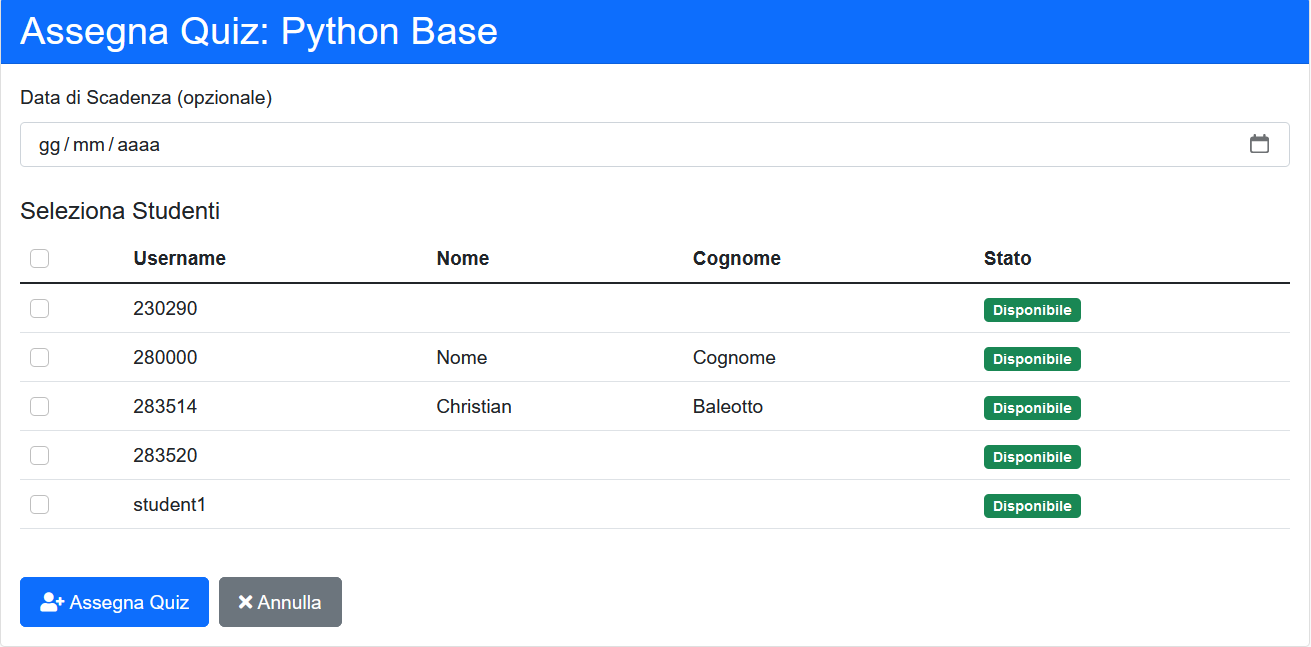 Assegna Quiz: Python Base
Data di Scadenza (opzionale)
gg/mm/aaaa
Seleziona Studenti
Username Nome Cognome Stato
230290 Disponibile
280000 Nome Cognome Disponibile
283514 Christian Baleotto Disponibile
283520 Disponibile
student1 Disponibile
Assegna Quiz Annulla